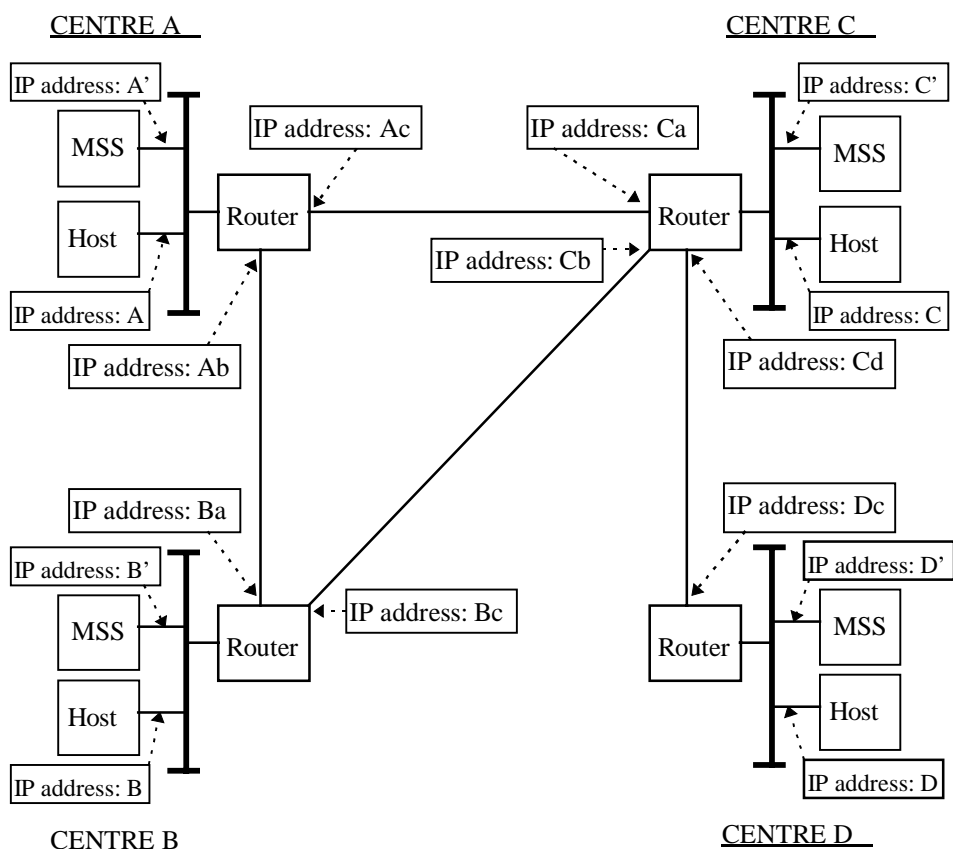 CENTRE A
CENTRE C
IP address: A’
IP address: C’
MSS
IP address: Ac
IP address: Ca
MSS
Host
Router
Router
Host
IP address: Cb
IP address: A
IP address: C
IP address: Ab
IP address: Cd
IP address: Ba
IP address: Dc
IP address: B’
IP address: D’
MSS
IP address: Bc
MSS
Router
Router
Host
Host
IP address: B
IP address: D
CENTRE B
CENTRE D